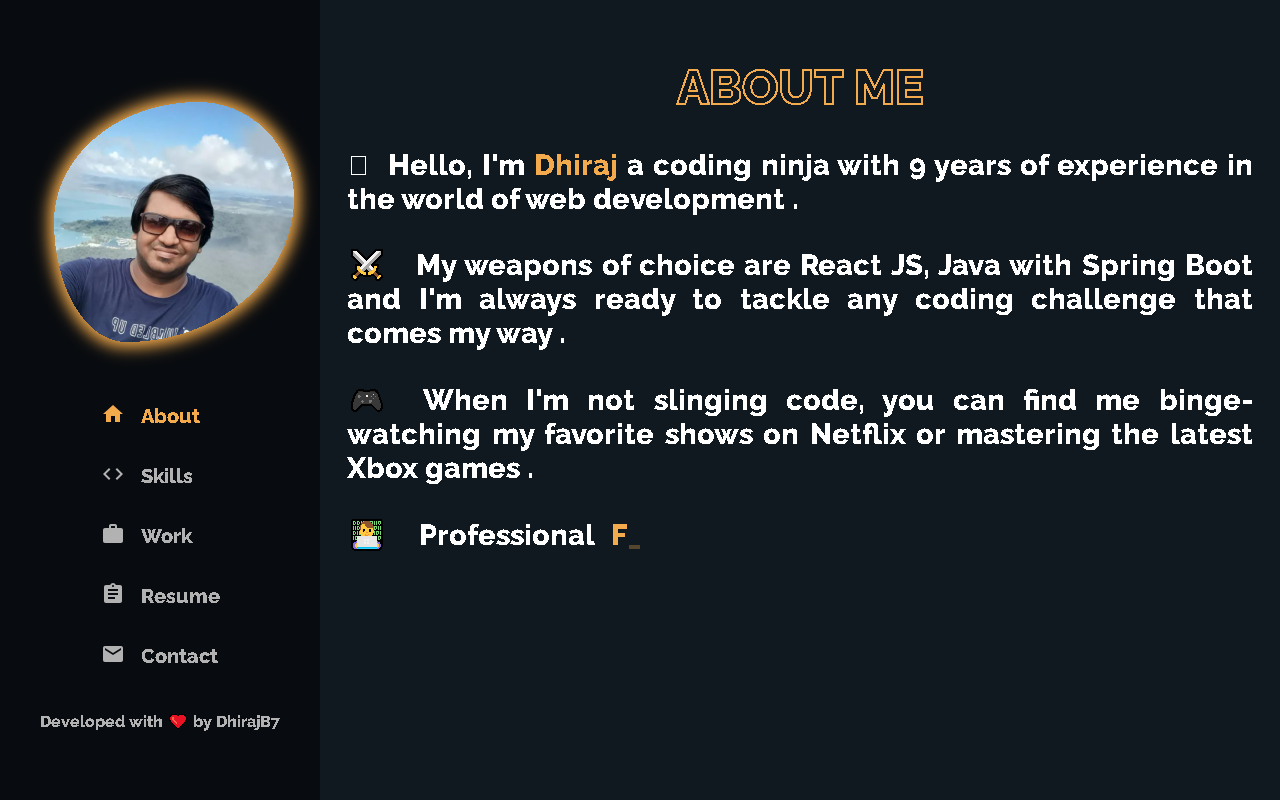 ABOUT ME
Hello, I'm Dhiraj a coding ninja with 9 years of experience in
the world of web development .
My weapons of choice are React JS, Java with Spring Boot
and I'm always ready to tackle any coding challenge that
comes my way .
When I'm not slinging code, you can find me binge-
watching my favorite shows on Netflix or mastering the latest
Xbox games .
Professional F_
About
Skills
Work
Resume
Contact
Developed with ❤ by DhirajB7